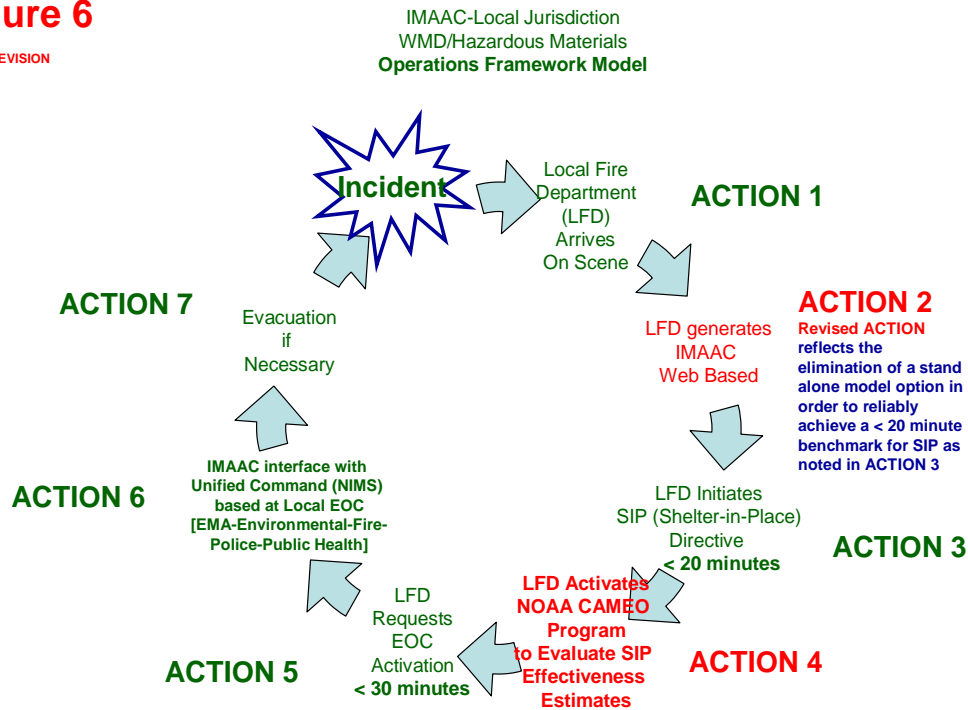 ure 6
EVISION
IMAAC-Local Jurisdiction
WMD/Hazardous Materials
Operations Framework Model
Incident
Local Fire
Department
(LFD)
Arrives
On Scene
ACTION 1
LFD generates
IMAAC
Web Based
ACTION 2
Revised ACTION
reflects the
elimination of a stand
alone model option in
order to reliably
achieve a < 20 minute
benchmark for SIP as
noted in ACTION 3
LFD Initiates
SIP (Shelter-in-Place)
Directive
< 20 minutes
ACTION 3
LFD Activates
NOAA CAMEO
Program
to Evaluate SIP
Effectiveness
Estimates
ACTION 4
LFD
Requests
EOC
Activation
< 30 minutes
ACTION 5
IMAAC interface with
Unified Command (NIMS)
based at Local EOC
[EMA-Environmental-Fire-
Police-Public Health]
ACTION 6
Evacuation
if
Necessary
ACTION 7